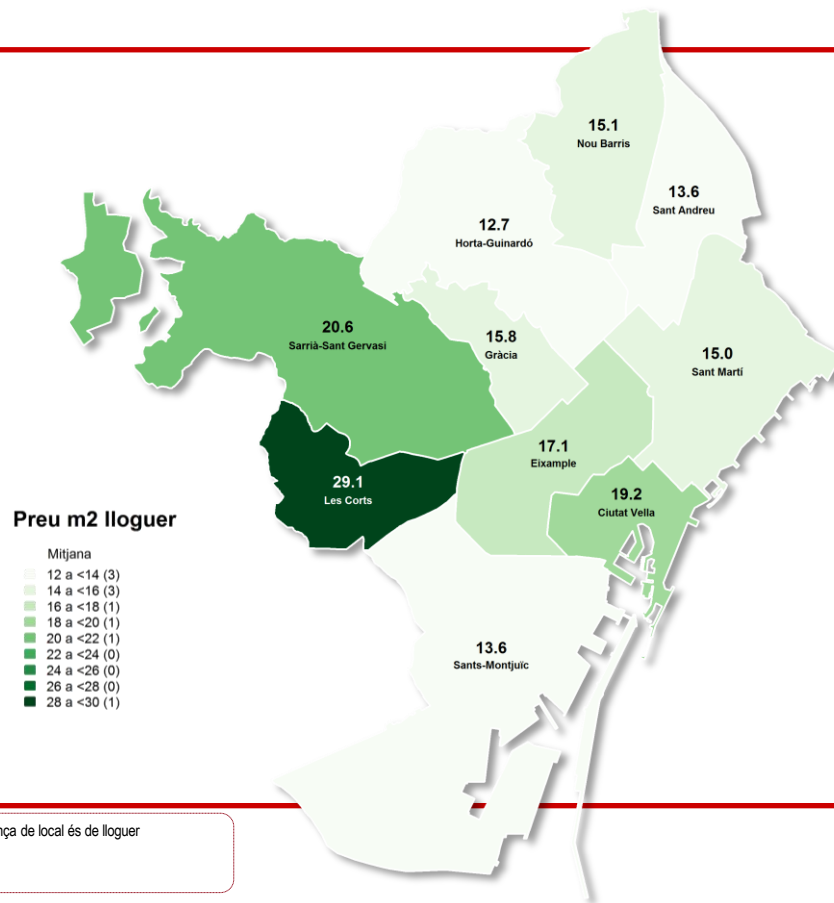 15.1
Nou Barris
13.6
Sant Andreu
12.7
Horta-Guinardó
20.6
Sarrià-Sant Gervasi
15.8
Gràcia
15.0
Sant Martí
17.1
Eixample
29.1
Les Corts
19.2
Ciutat Vella
13.6
Sants-Montjuïc
Preu m2 lloguer
Mitjana
12 a <14 (3)
14 a <16 (3)
16 a <18 (1)
18 a <20 (1)
20 a <22 (1)
22 a <24 (0)
24 a <26 (0)
26 a <28 (0)
28 a <30 (1)
de local és de lloguer